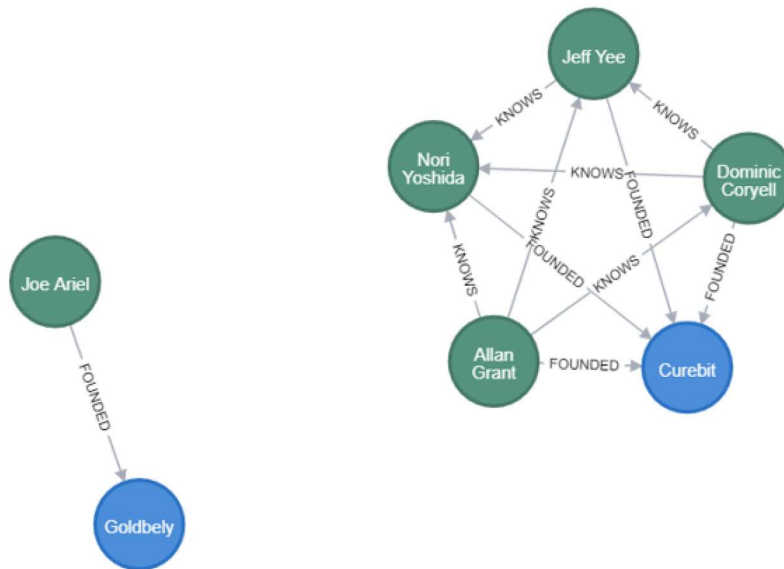 Jeff Yee
KNOWS
KNOWS
Nori
Yoshida
KNOWS
Dominic
Coryell
FOUNDED
KNOWS
KNOWS
FOUNDED
KNOWS
FOUNDED
Joe Ariel
Allan
Grant
FOUNDED
Curebit
FOUNDED
Goldbely